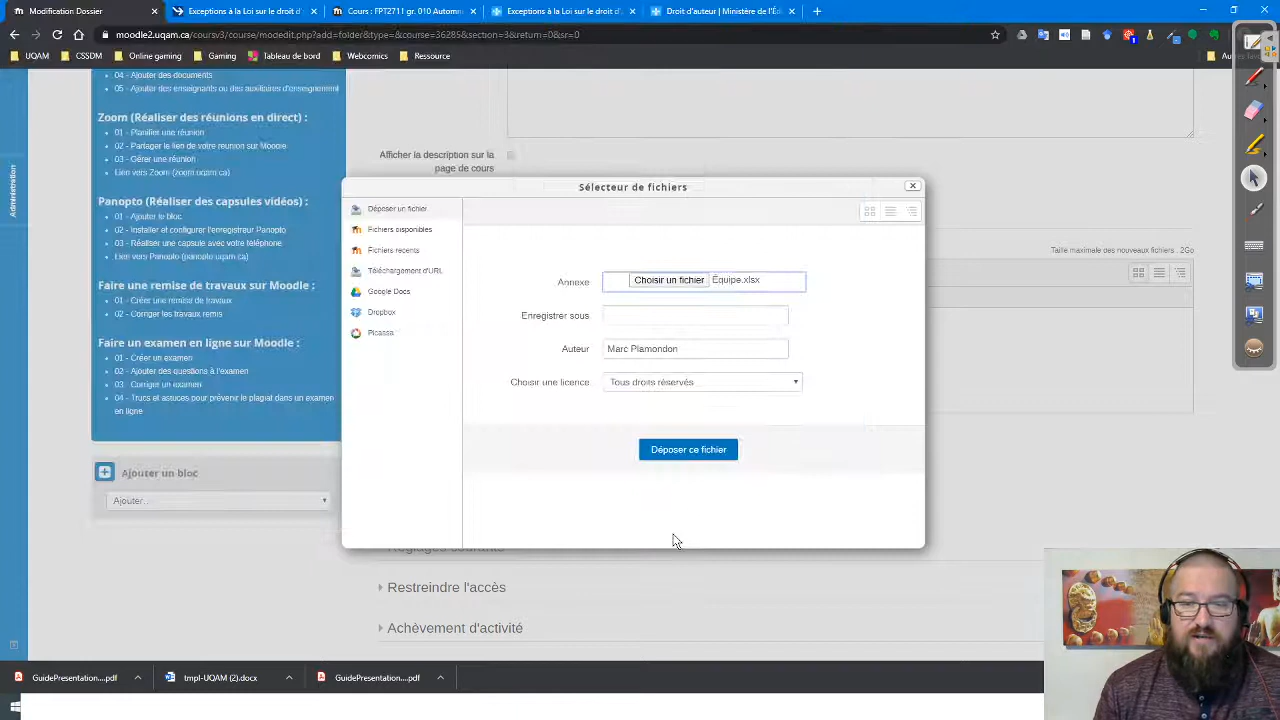 Modification Dossier
Exceptions à la Loi sur le droit d'
Cours : FPT2711 gr. 010 Automn
Exceptions à la Loi sur le droit d'
Droit d'auteur | Ministère de l'Éd
moodle2.uqam.ca/coursv3/course/modedit.php?add=folder&type=&course=36285&section=3&return=0&sr=0
UQAM
CSSDM
Online gaming
Gaming
Tableau de bord
Webcomics
Ressource
Administration
04 - Ajouter des documents
05 - Ajouter des enseignants ou des auxiliaires d'enseignement
Zoom (Réaliser des réunions en direct) :
01 - Planifier une réunion
02 - Partager le lien de votre reunion sur Moodle
03 - Gérer une réunion
Lien vers Zoom (zoom.uqam.ca)
Panopto (Réaliser des capsules vidéos) :
01 - Ajouter le bloc
02 - Installer et configurer l'enregistreur Panopto
03 - Réaliser une capsule avec votre téléphone
Lien vers Panopto (panopto.uqam.ca)
Faire une remise de travaux sur Moodle :
01 - Créer une remise de travaux
02 - Corriger les travaux remis
Faire un examen en ligne sur Moodle :
01 - Créer un examen
02 - Ajouter des questions à l'examen
03 - Corriger un examen
04 - Trucs et astuces pour prévenir le plagiat dans un examen
en ligne
Ajouter un bloc
Ajouter...
Afficher la description sur la
page de cours
Taille maximale des nouveaux fichiers : 2Go
Sélecteur de fichiers
Déposer un fichier
Fichiers disponibles
Fichiers récents
Téléchargement d'URL
Google Docs
Dropbox
Picasa
Annexe
Choisir un fichier Équipe.xlsx
Enregistrer sous
Auteur
Marc Plamondon
Choisir une licence
Tous droits réservés
Déposer ce fichier
Réglages courants
Restreindre l'accès
Achèvement d'activité
GuidePresentation....pdf
tmpl-UQAM (2).docx
GuidePresentation....pdf